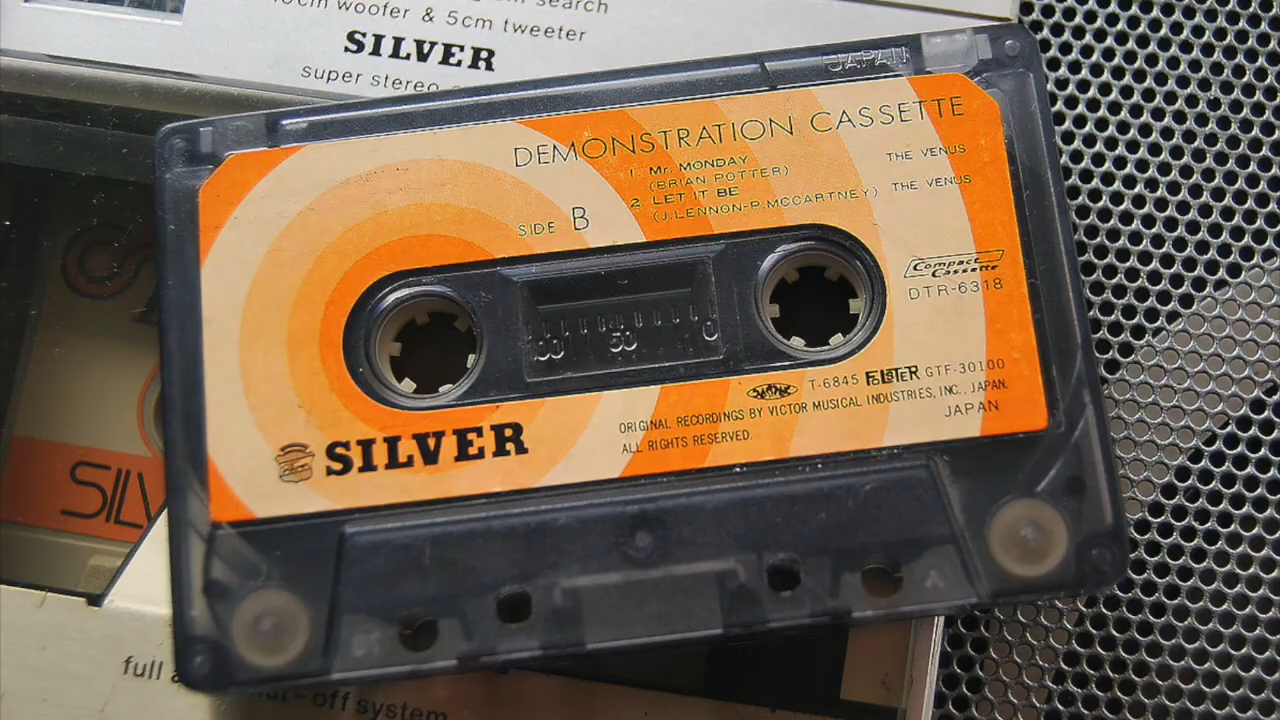 search
10cm woofer & 5cm tweeter
SILVER
super stereo
JAPAN
DEMONSTRATION CASSETTE
1. Mr. MONDAY THE VENUS
(BRIAN POTTER)
2. LET IT BE THE VENUS
(J.LENNON-P.MCCARTNEY)
SIDE B
Compact
Cassette
DTR-6318
50 0
T-6845 FOSTER GTF-30100
ORIGINAL RECORDINGS BY VICTOR MUSICAL INDUSTRIES, INC., JAPAN.
ALL RIGHTS RESERVED.
JAPAN
SILVER
SILV
full
-off system